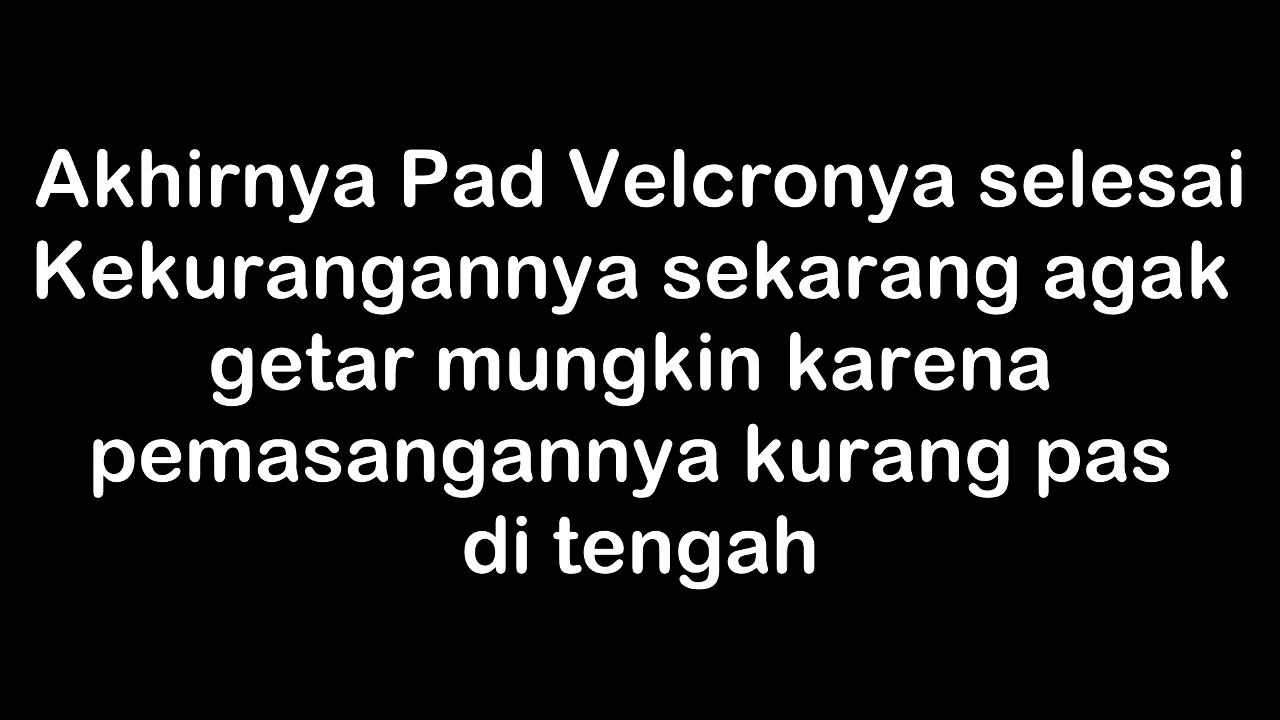 Akhirnya Pad Velcronya selesai
Kekurangannya sekarang agak
getar mungkin karena
pemasangannya kurang pas
di tengah